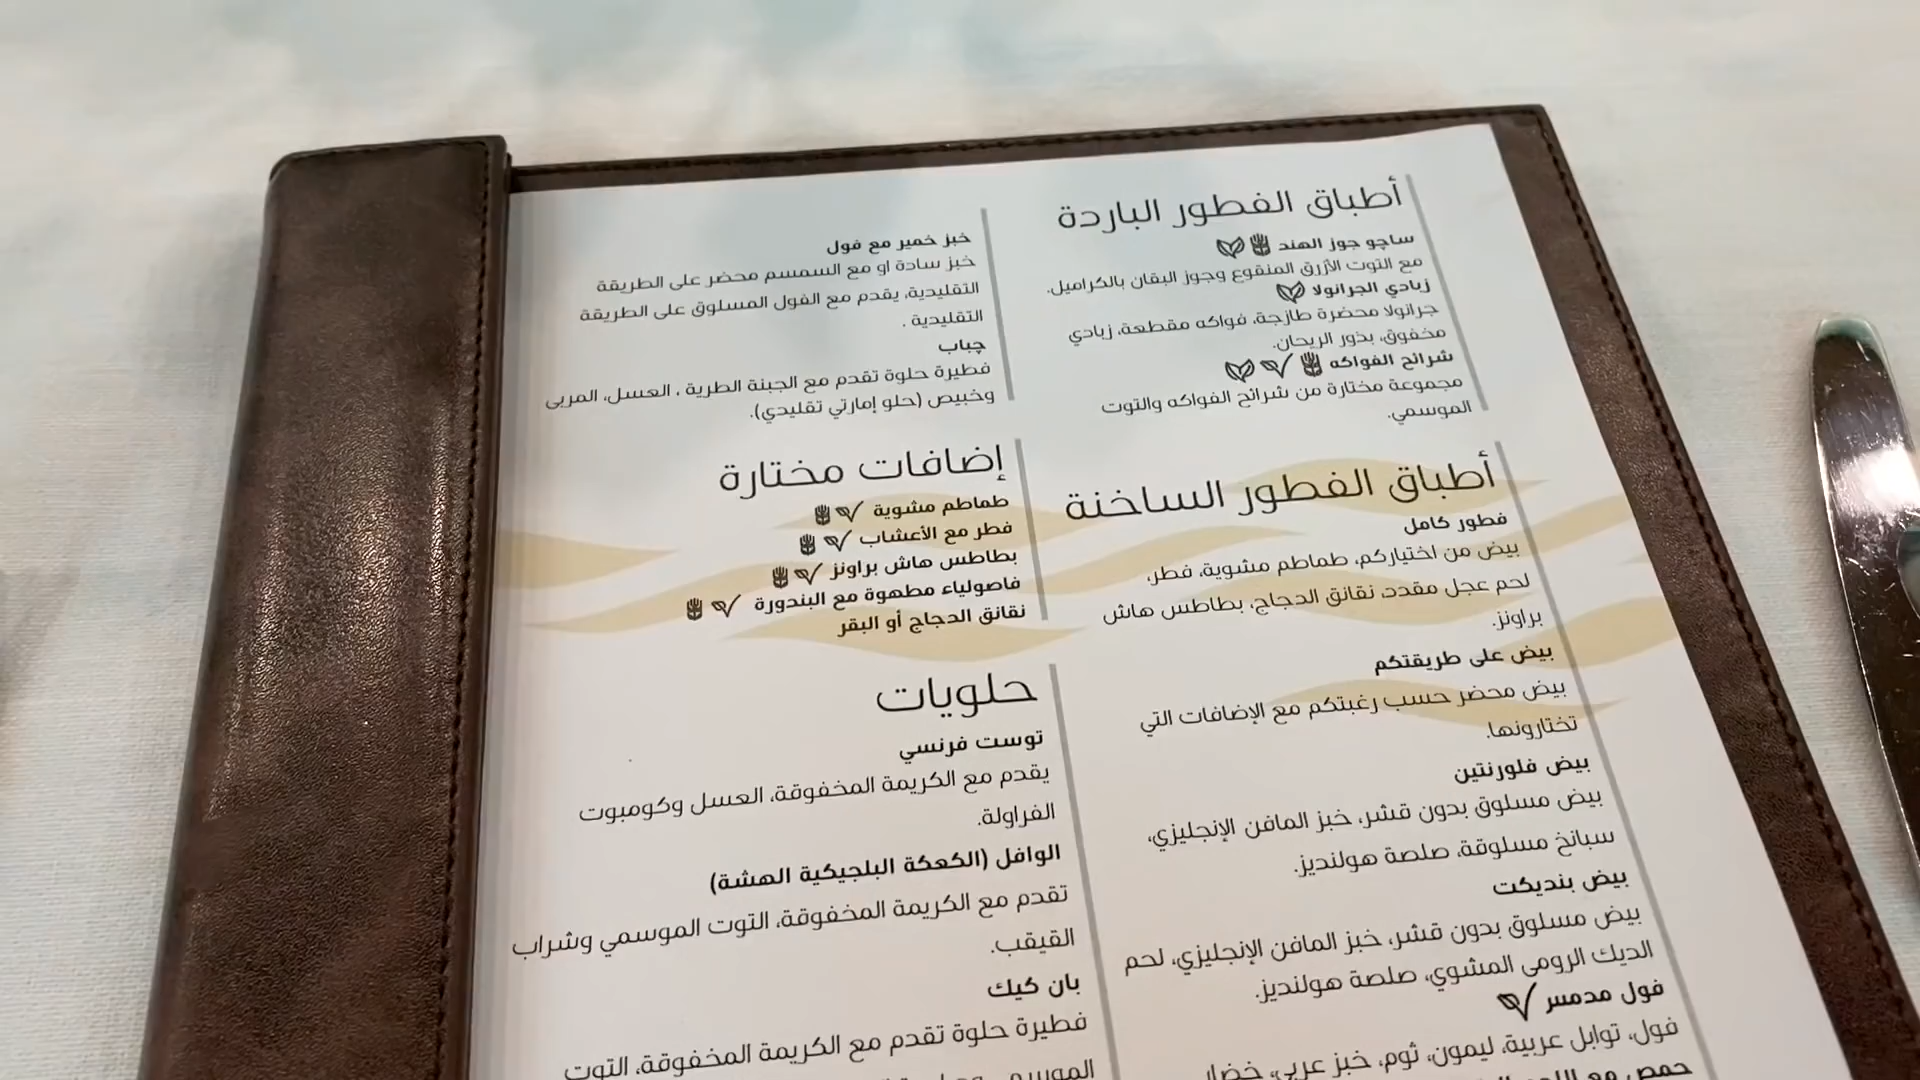 أطباق الفطور الباردة
ساچو جوز الهند
مع التوت الأزرق المنقوع وجوز البقان بالكراميل.
زبادي الجرانولا
جرانولا محضرة طازجة، فواكه مقطعة، زبادي
مخفوق، بذور الريحان.
شرائح الفواكه
مجموعة مختارة من شرائح الفواكه والتوت
الموسمي.
أطباق الفطور الساخنة
فطور كامل
بيض من اختياركم، طماطم مشوية، فطر،
لحم عجل مقدد، نقانق الدجاج، بطاطس هاش
براونز.
بيض على طريقتكم
بيض محضر حسب رغبتكم مع الإضافات التي
تختارونها.
بيض فلورنتين
بيض مسلوق بدون قشر، خبز المافن الإنجليزي،
سبانخ مسلوقة، صلصة هولنديز.
بيض بنديكت
بيض مسلوق بدون قشر، خبز المافن الإنجليزي، لحم
الديك الرومي المشوي، صلصة هولنديز.
فول مدمس
فول، توابل عربية، ليمون، ثوم، خبز عربي، خضار
حمص مع
خبز خمير مع فول
خبز سادة او مع السمسم محضر على الطريقة
التقليدية، يقدم مع الفول المسلوق على الطريقة
التقليدية .
چباب
فطيرة حلوة تقدم مع الجبنة الطرية ، العسل، المربى
وخبيص (حلو إمارتي تقليدي).
إضافات مختارة
طماطم مشوية
فطر مع الأعشاب
بطاطس هاش براونز
فاصولياء مطهوة مع البندورة
نقانق الدجاج أو البقر
حلويات
توست فرنسي
يقدم مع الكريمة المخفوقة، العسل وكومبوت
الفراولة.
الوافل (الكعكة البلجيكية الهشة)
تقدم مع الكريمة المخفوقة، التوت الموسمي وشراب
القيقب.
بان كيك
فطيرة حلوة تقدم مع الكريمة المخفوقة، التوت
الموسمي